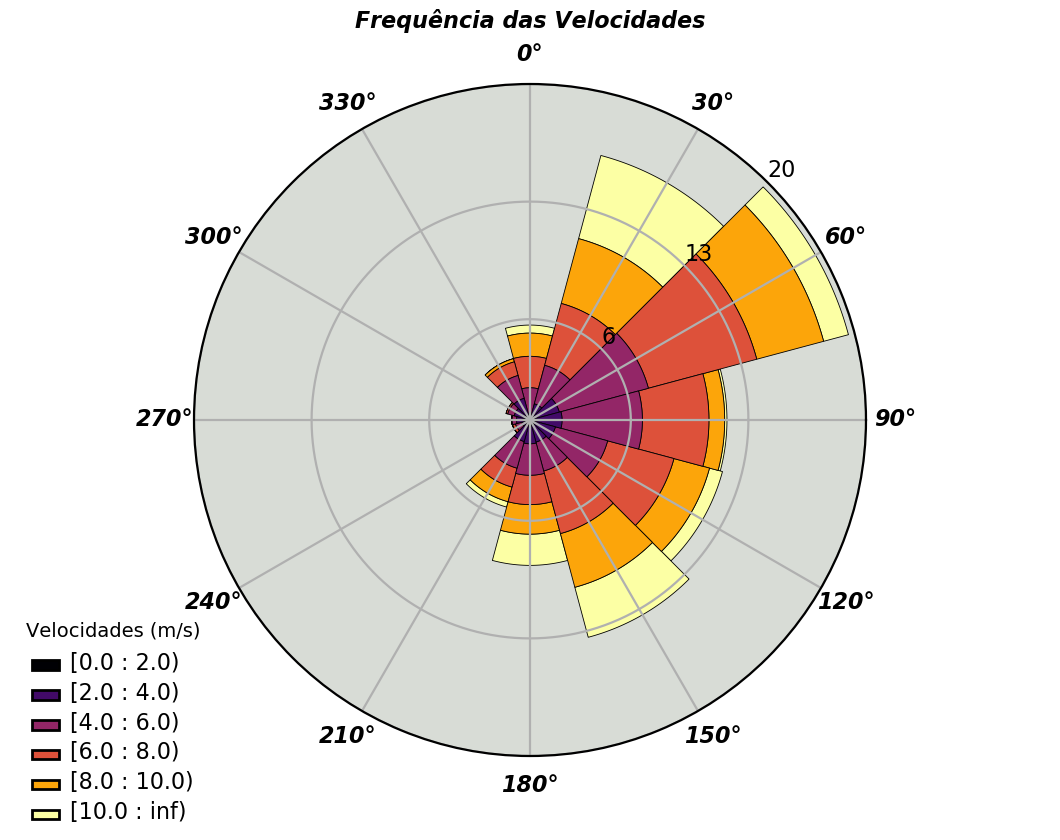 Frequência das Velocidades
0°
330°
30°
20
300°
60°
13
6
270°
90°
240°
120°
210°
150°
180°
Velocidades (m/s)
[0.0 : 2.0)
[2.0 : 4.0)
[4.0 : 6.0)
[6.0 : 8.0)
[8.0 : 10.0)
[10.0 : inf)